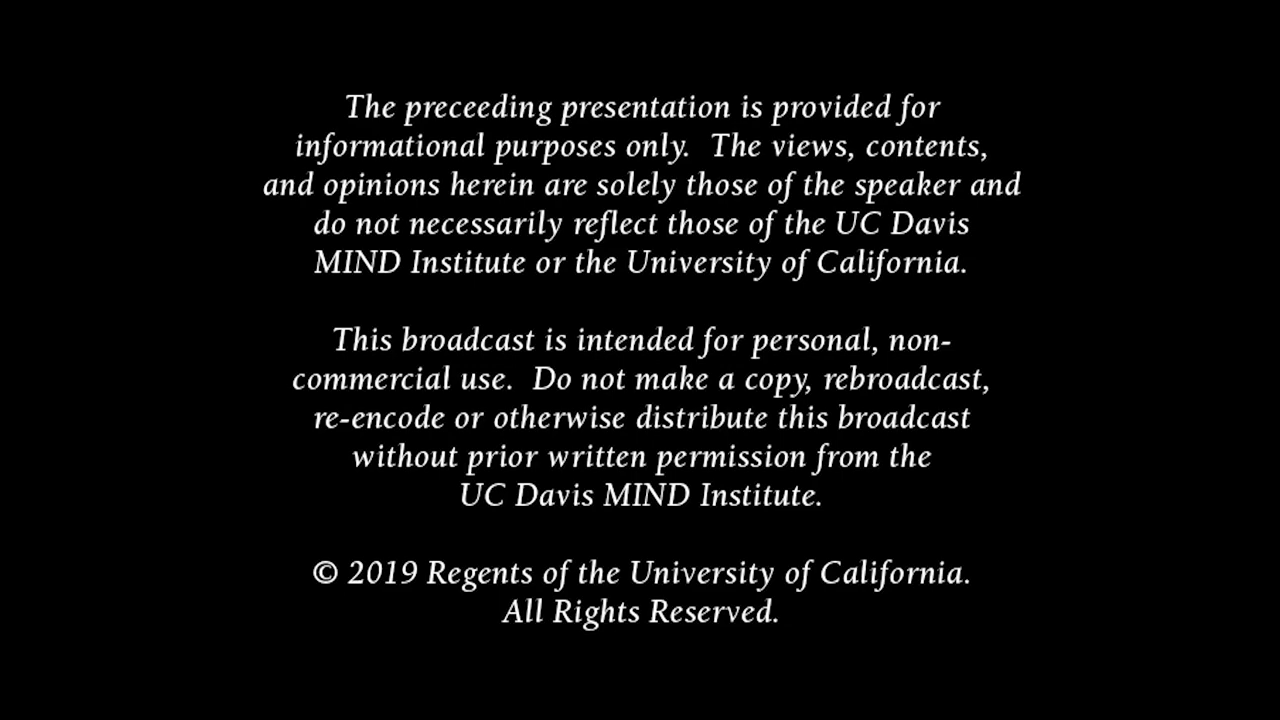 The preceeding presentation is provided for
informational purposes only.  The views, contents,
and opinions herein are solely those of the speaker and
do not necessarily reflect those of the UC Davis
MIND Institute or the University of California.
This broadcast is intended for personal, non-
commercial use.  Do not make a copy, rebroadcast,
re-encode or otherwise distribute this broadcast
without prior written permission from the
UC Davis MIND Institute.
© 2019 Regents of the University of California.
All Rights Reserved.